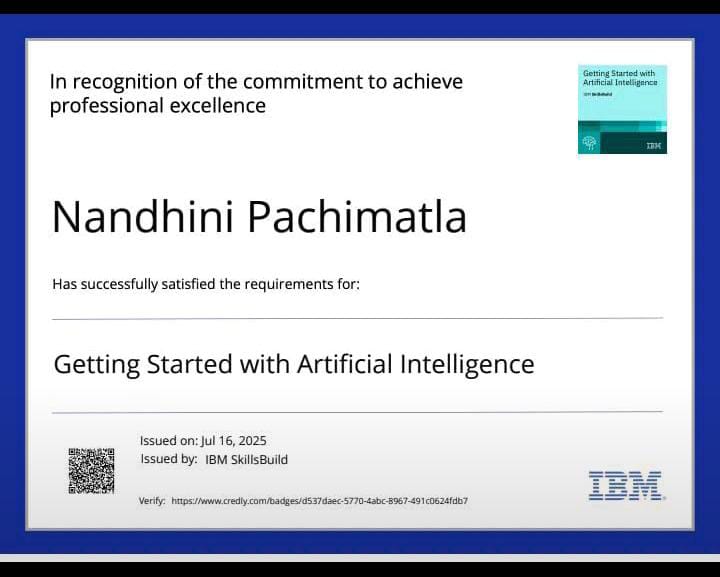 In recognition of the commitment to achieve
professional excellence
Getting Started with
Artificial Intelligence
IBM SkillsBuild
IBM
Nandhini Pachimatla
Has successfully satisfied the requirements for:
Getting Started with Artificial Intelligence
Issued on: Jul 16, 2025
Issued by: IBM SkillsBuild
Verify: https://www.credly.com/badges/d537daec-5770-4abc-8967-491c0624fdb7
IBM.